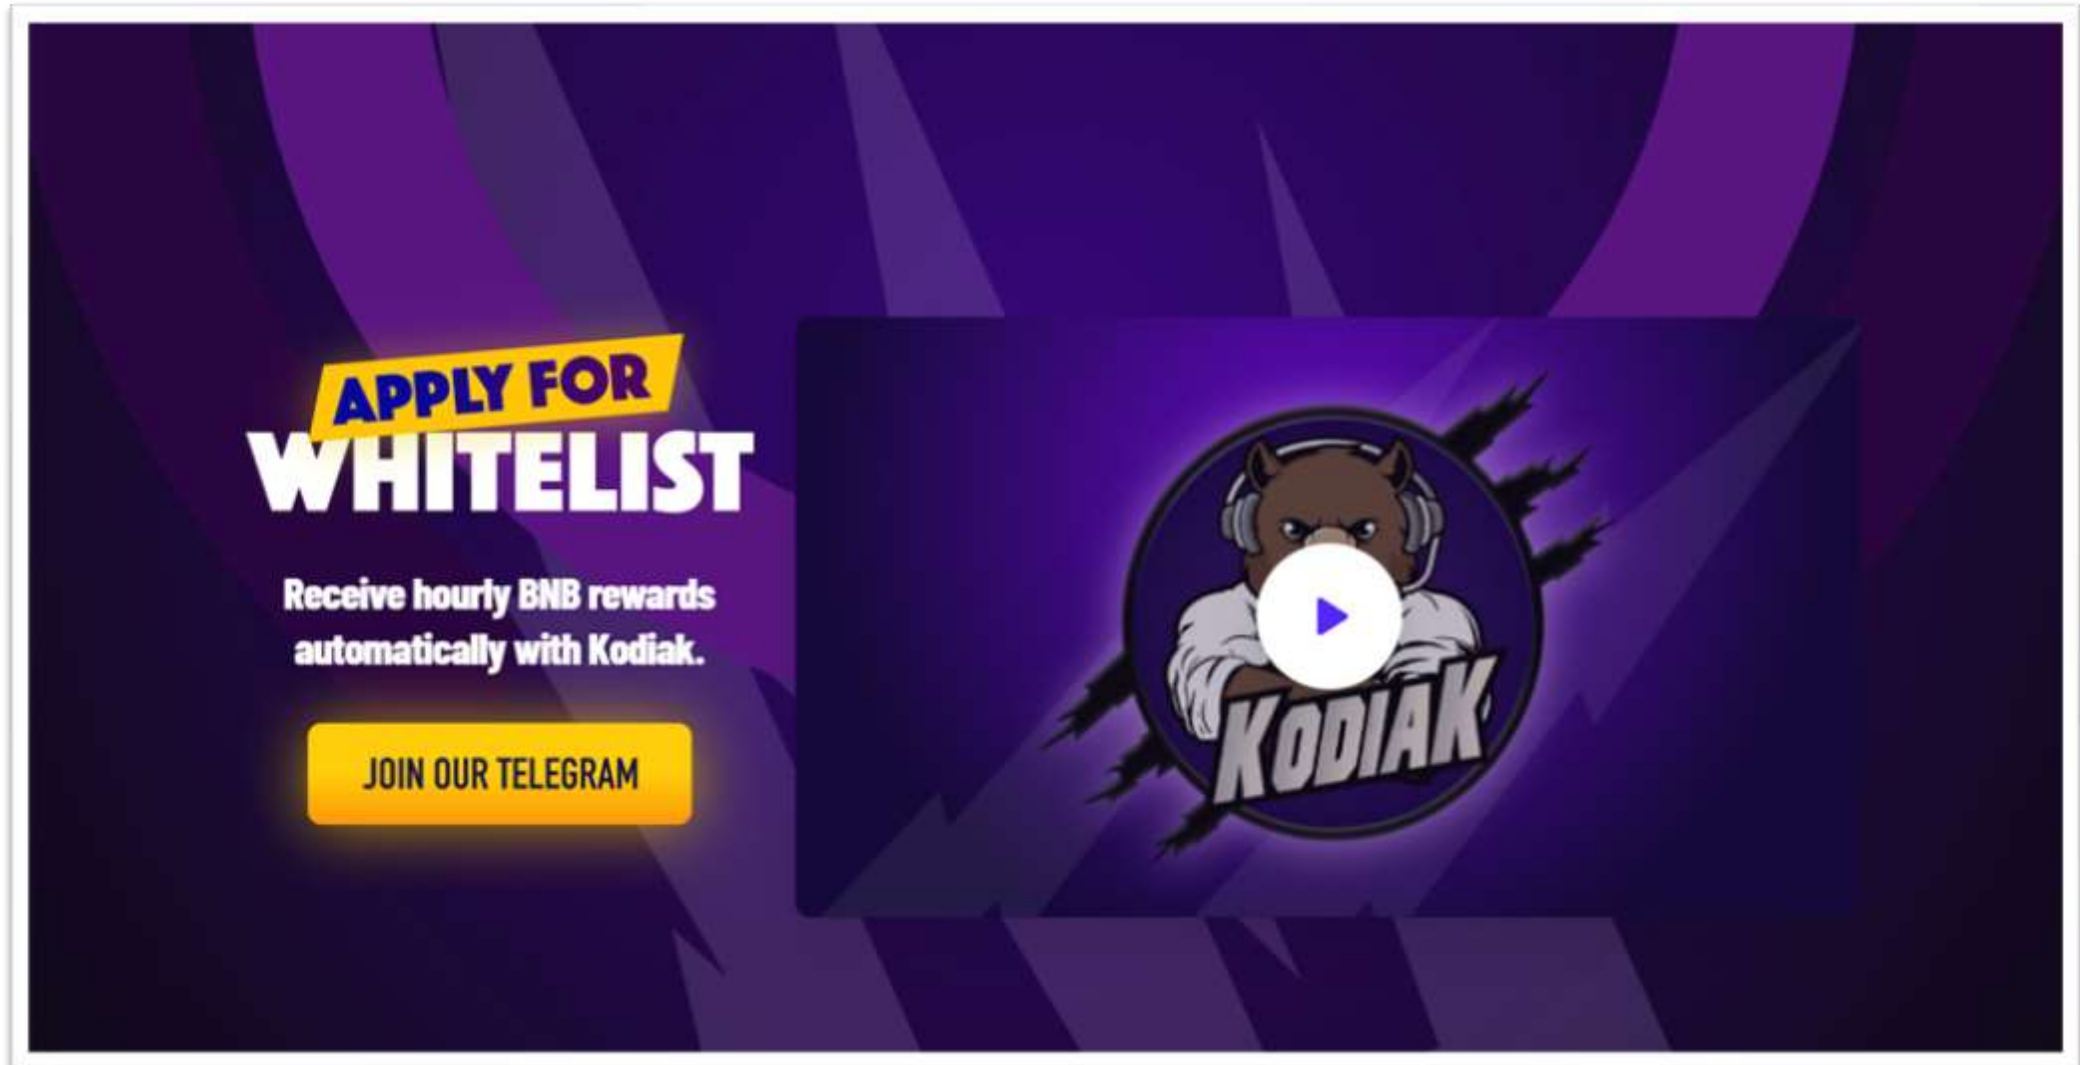 APPLY FOR
WHITELIST
Receive hourly BNB rewards
automatically with Kodiak.
JOIN OUR TELEGRAM
KODIAK